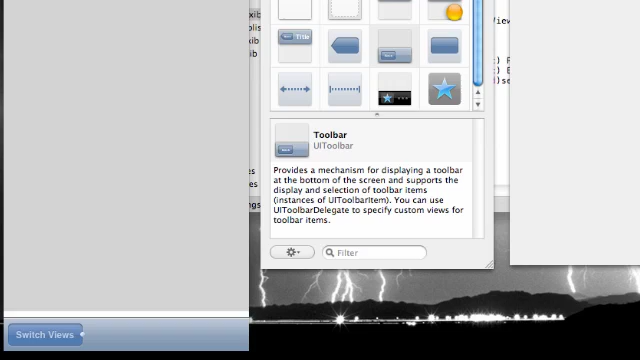 Title
Toolbar
UIToolbar
Provides a mechanism for displaying a toolbar
at the bottom of the screen and supports the
display and selection of toolbar items
(instances of UIToolbarItem). You can use
UIToolbarDelegate to specify custom views for
toolbar items.
Filter
Switch Views